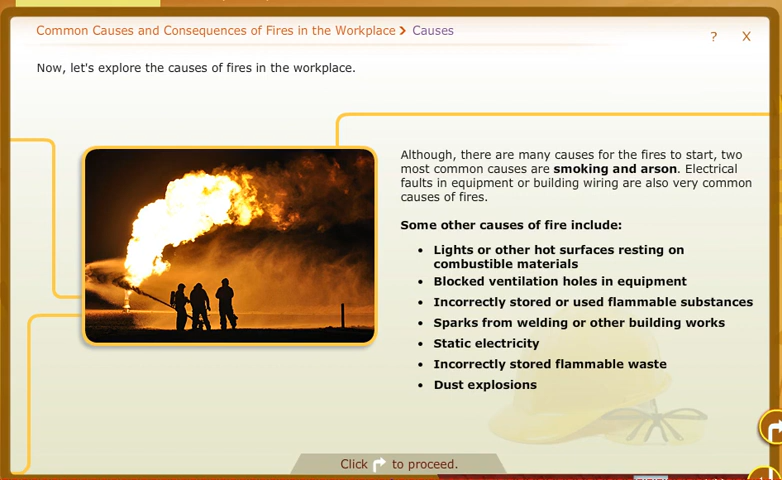 Common Causes and Consequences of Fires in the Workplace > Causes
? X
Now, let's explore the causes of fires in the workplace.
Although, there are many causes for the fires to start, two
most common causes are smoking and arson. Electrical
faults in equipment or building wiring are also very common
causes of fires.
Some other causes of fire include:
• Lights or other hot surfaces resting on
combustible materials
• Blocked ventilation holes in equipment
• Incorrectly stored or used flammable substances
• Sparks from welding or other building works
• Static electricity
• Incorrectly stored flammable waste
• Dust explosions
Click to proceed.